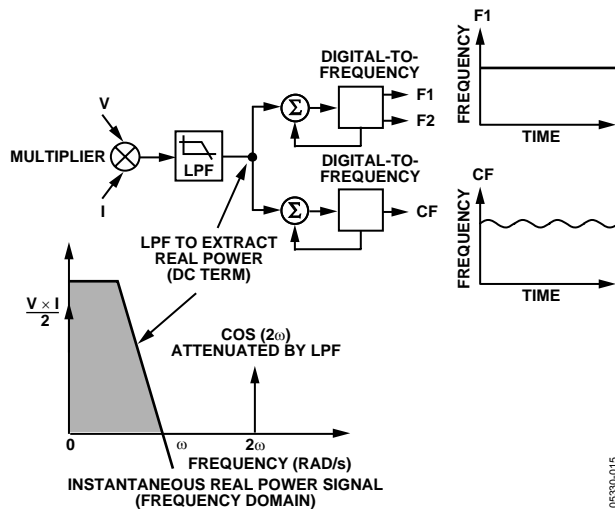 DIGITAL-TO-
FREQUENCY
F1
F2
V
MULTIPLIER
I
LPF
Σ
DIGITAL-TO-
FREQUENCY
Σ
CF
F1
FREQUENCY
TIME
CF
FREQUENCY
TIME
LPF TO EXTRACT
REAL POWER
(DC TERM)
V × I
2
COS (2ω)
ATTENUATED BY LPF
0
ω
2ω
FREQUENCY (RAD/s)
INSTANTANEOUS REAL POWER SIGNAL
(FREQUENCY DOMAIN)
05330-015